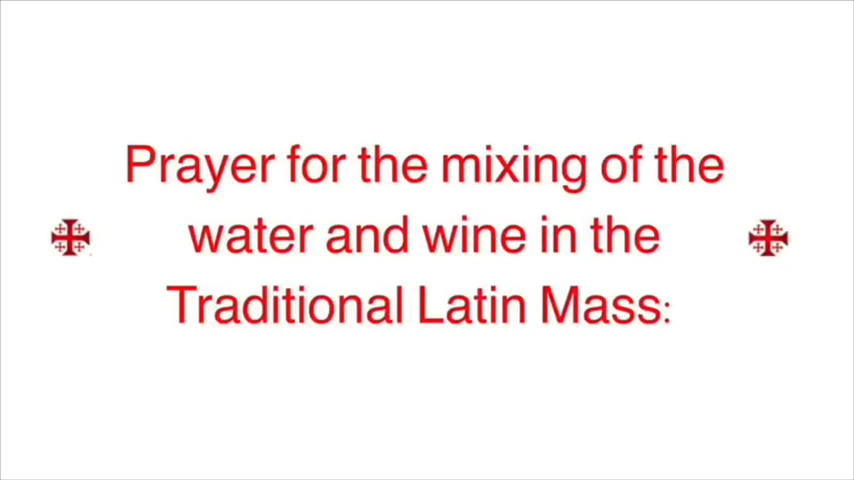 Prayer for the mixing of the
water and wine in the
Traditional Latin Mass: